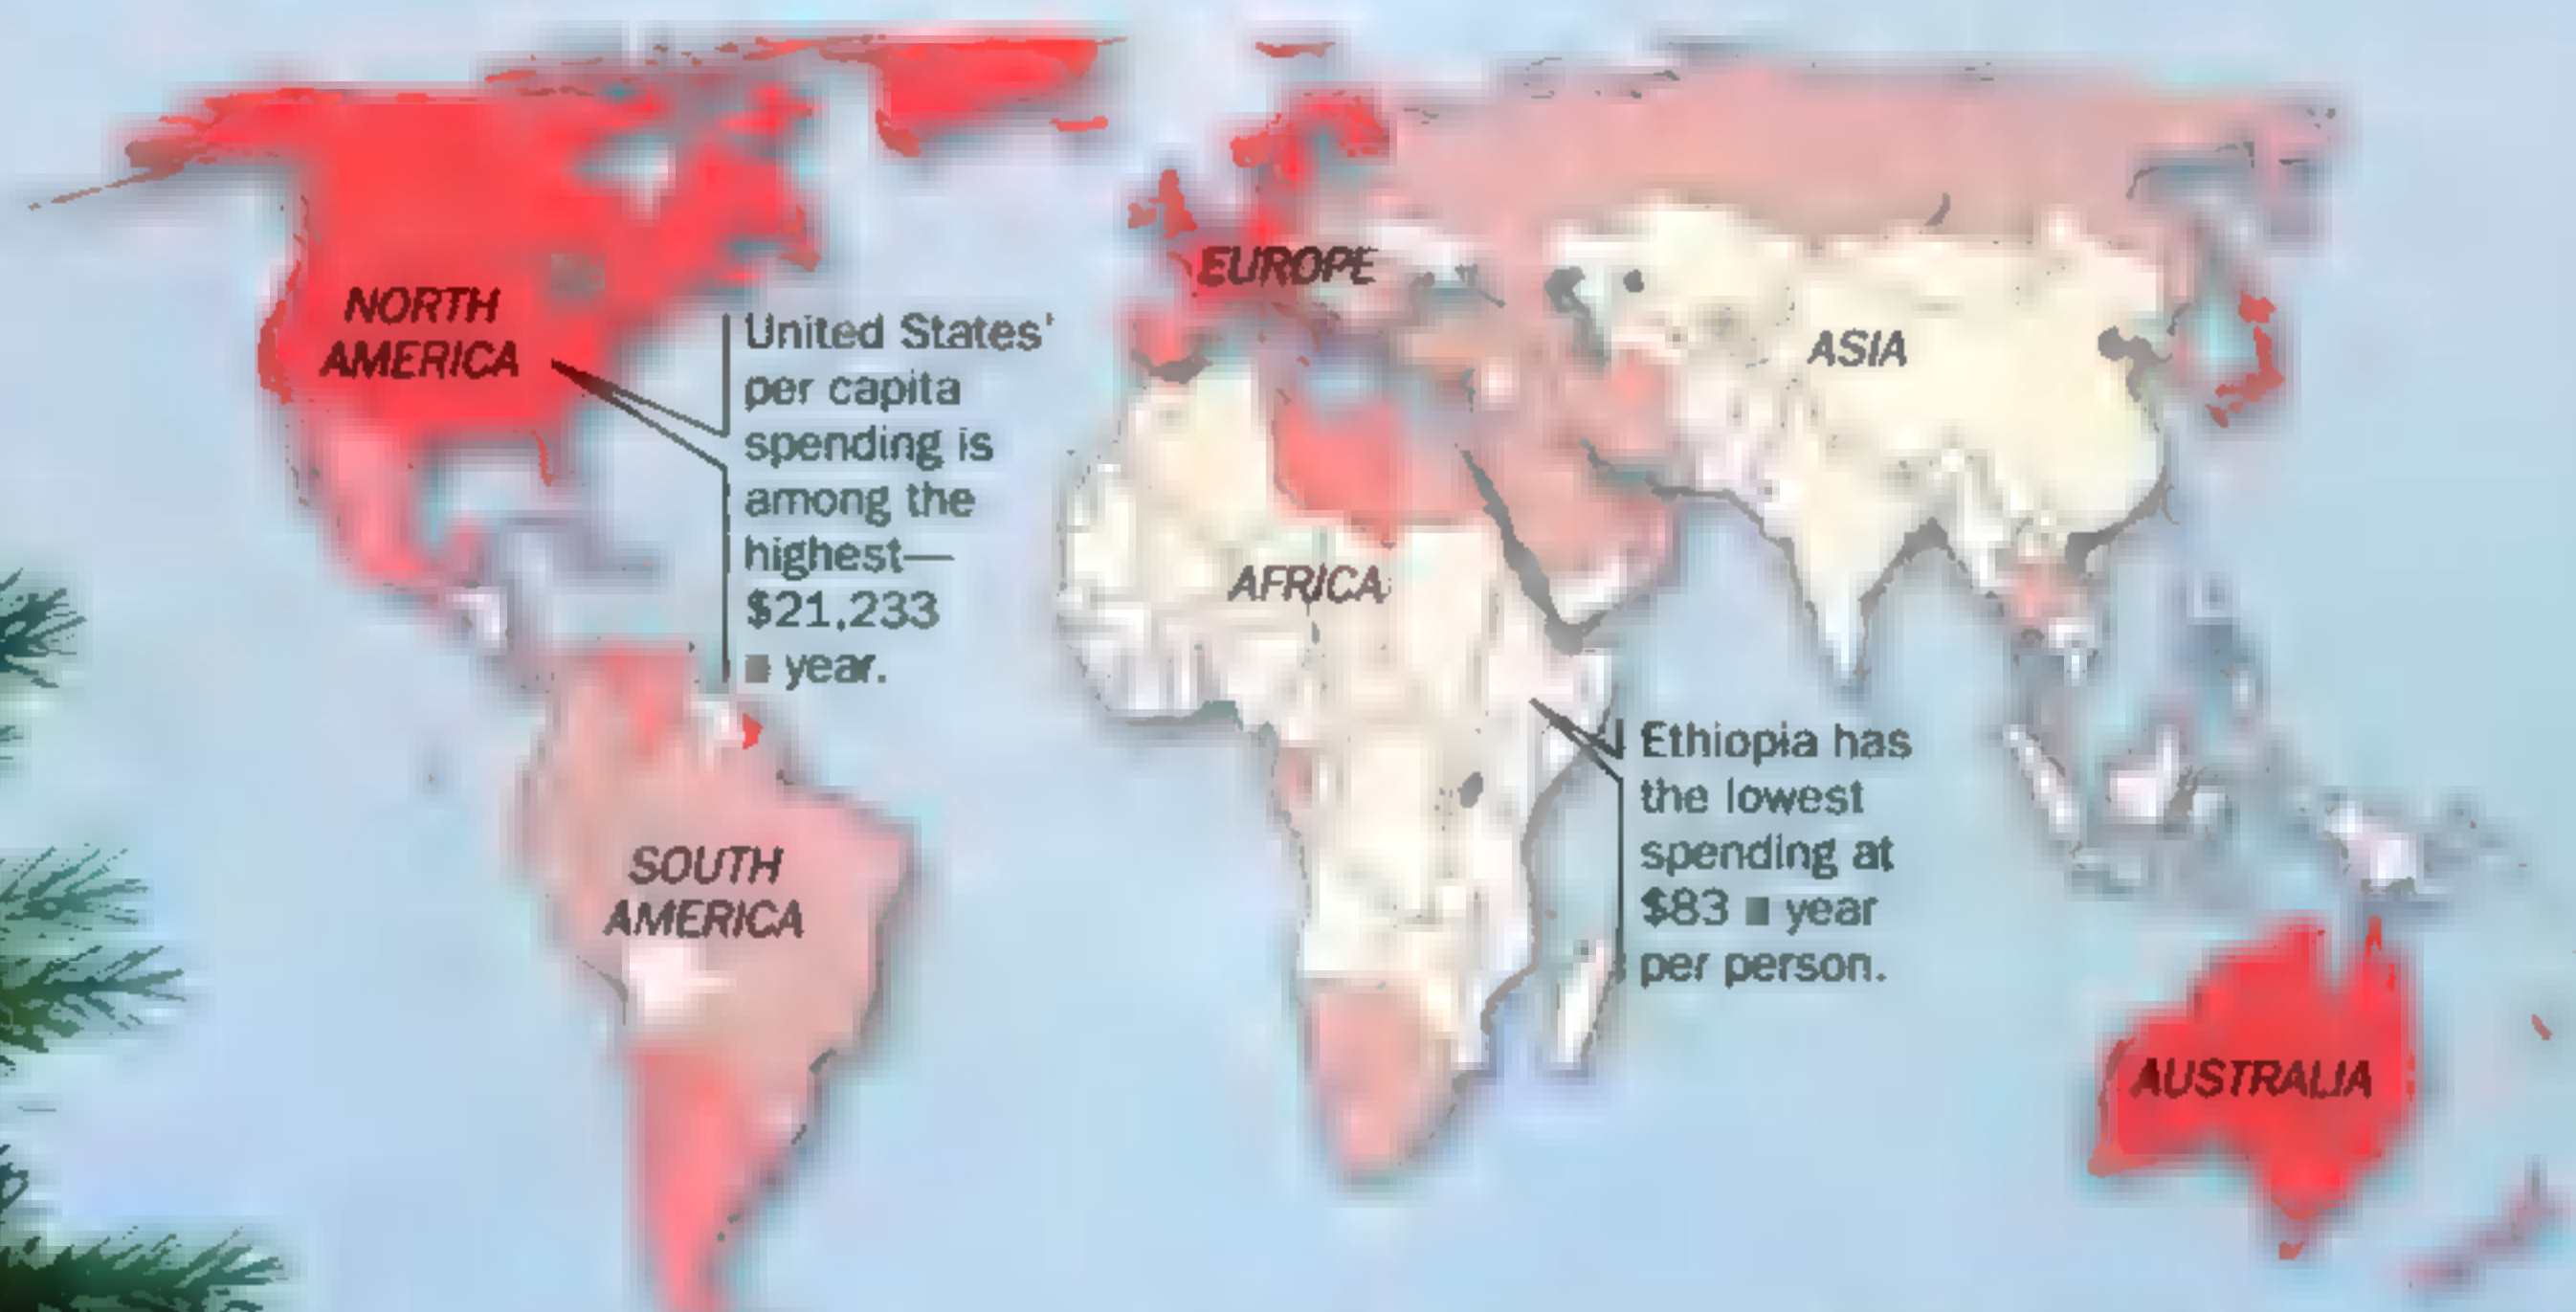 NORTH
AMERICA
United States'
per capita
spending is
among the
highest—
$21,233
year.
EUROPE
ASIA
AFRICA
SOUTH
AMERICA
Ethiopia has
the lowest
spending at
$83 year
per person.
AUSTRALIA